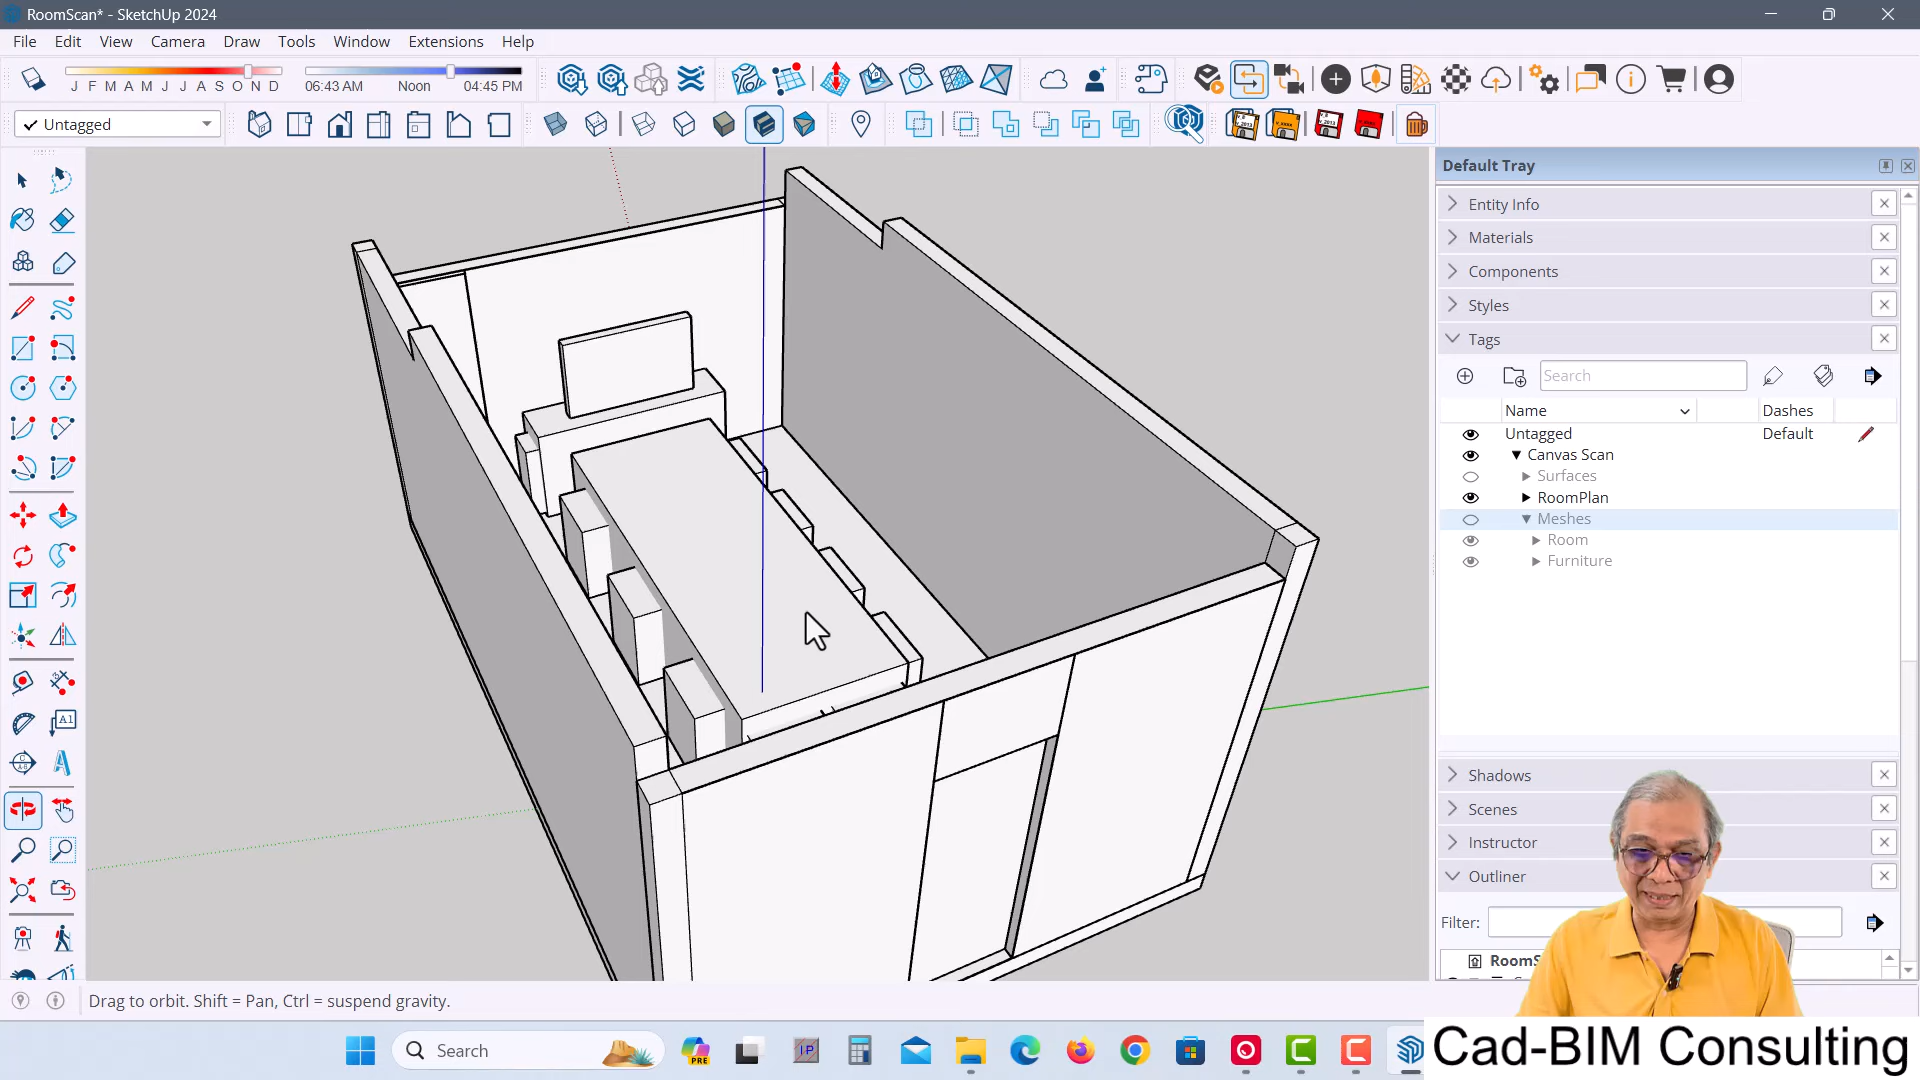 RoomScan* - SketchUp 2024
File Edit View Camera Draw Tools Window Extensions Help
J F M A M J J A S O N D
06:43 AM Noon 04:45 PM
Untagged
Default Tray
Entity Info
Materials
Components
Styles
Tags
Search
Name Dashes
Untagged Default
Canvas Scan
Surfaces
RoomPlan
Meshes
Room
Furniture
Shadows
Scenes
Instructor
Outliner
Filter:
Drag to orbit. Shift = Pan, Ctrl = suspend gravity.
Search
PRE
IP
Cad-BIM Consulting